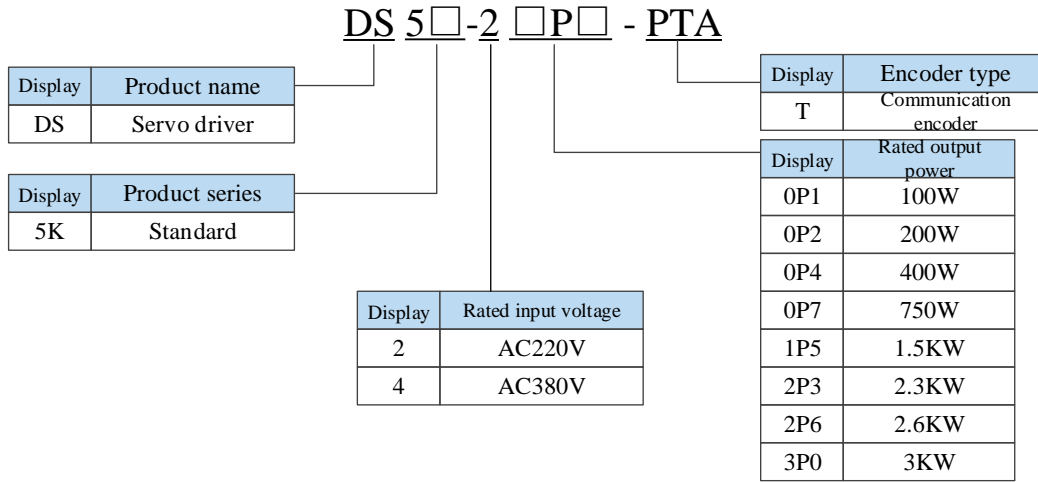 DS 5□-2 □P□ - PTA
Display Product name
DS Servo driver
Display Product series
5K Standard
Display Rated input voltage
2 AC220V
4 AC380V
Display Encoder type
T Communication
encoder
Display Rated output
power
0P1 100W
0P2 200W
0P4 400W
0P7 750W
1P5 1.5KW
2P3 2.3KW
2P6 2.6KW
3P0 3KW